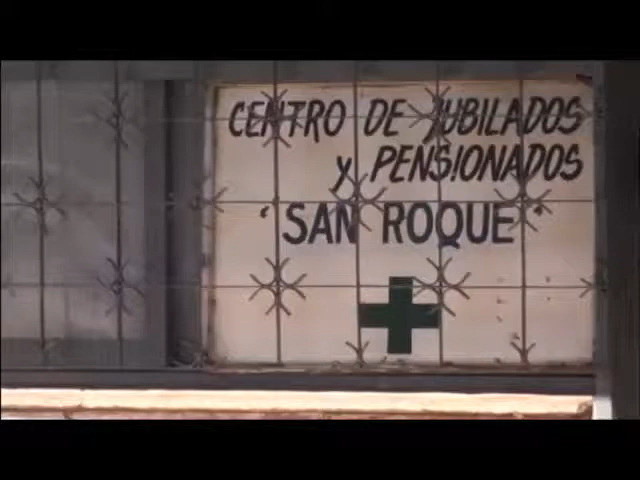 CENTRO DE JUBILADOS
y PENSIONADOS
"SAN ROQUE"